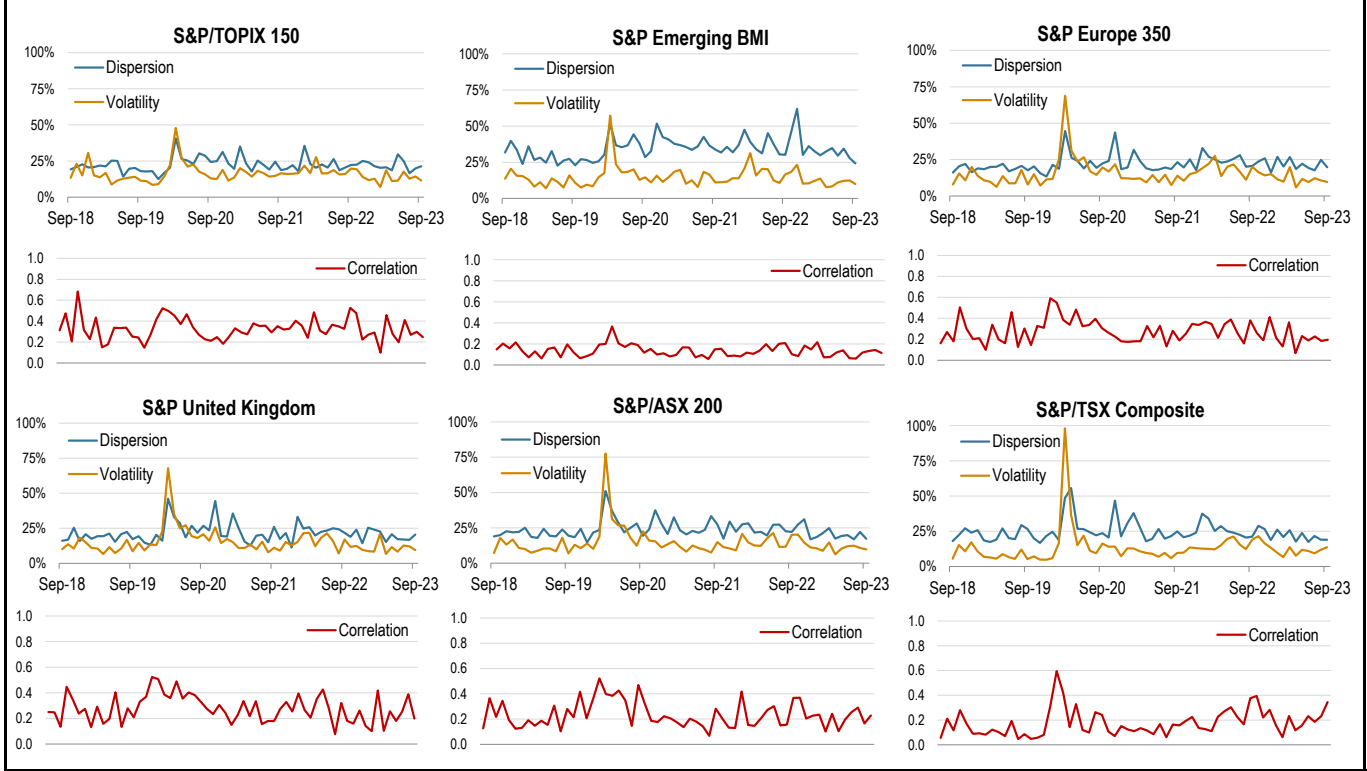 S&P/TOPIX 150
100%
75%
50%
25%
0%
Dispersion
Volatility
Sep-18 Sep-19 Sep-20 Sep-21 Sep-22 Sep-23
1.0
0.8
0.6
0.4
0.2
0.0
Correlation
S&P Emerging BMI
100%
75%
50%
25%
0%
Dispersion
Volatility
Sep-18 Sep-19 Sep-20 Sep-21 Sep-22 Sep-23
1.0
0.8
0.6
0.4
0.2
0.0
Correlation
S&P Europe 350
100%
75%
50%
25%
0%
Dispersion
Volatility
Sep-18 Sep-19 Sep-20 Sep-21 Sep-22 Sep-23
1.0
0.8
0.6
0.4
0.2
0.0
Correlation
S&P United Kingdom
100%
75%
50%
25%
0%
Dispersion
Volatility
Sep-18 Sep-19 Sep-20 Sep-21 Sep-22 Sep-23
1.0
0.8
0.6
0.4
0.2
0.0
Correlation
S&P/ASX 200
100%
75%
50%
25%
0%
Dispersion
Volatility
Sep-18 Sep-19 Sep-20 Sep-21 Sep-22 Sep-23
1.0
0.8
0.6
0.4
0.2
0.0
Correlation
S&P/TSX Composite
100%
75%
50%
25%
0%
Dispersion
Volatility
Sep-18 Sep-19 Sep-20 Sep-21 Sep-22 Sep-23
1.0
0.8
0.6
0.4
0.2
0.0
Correlation